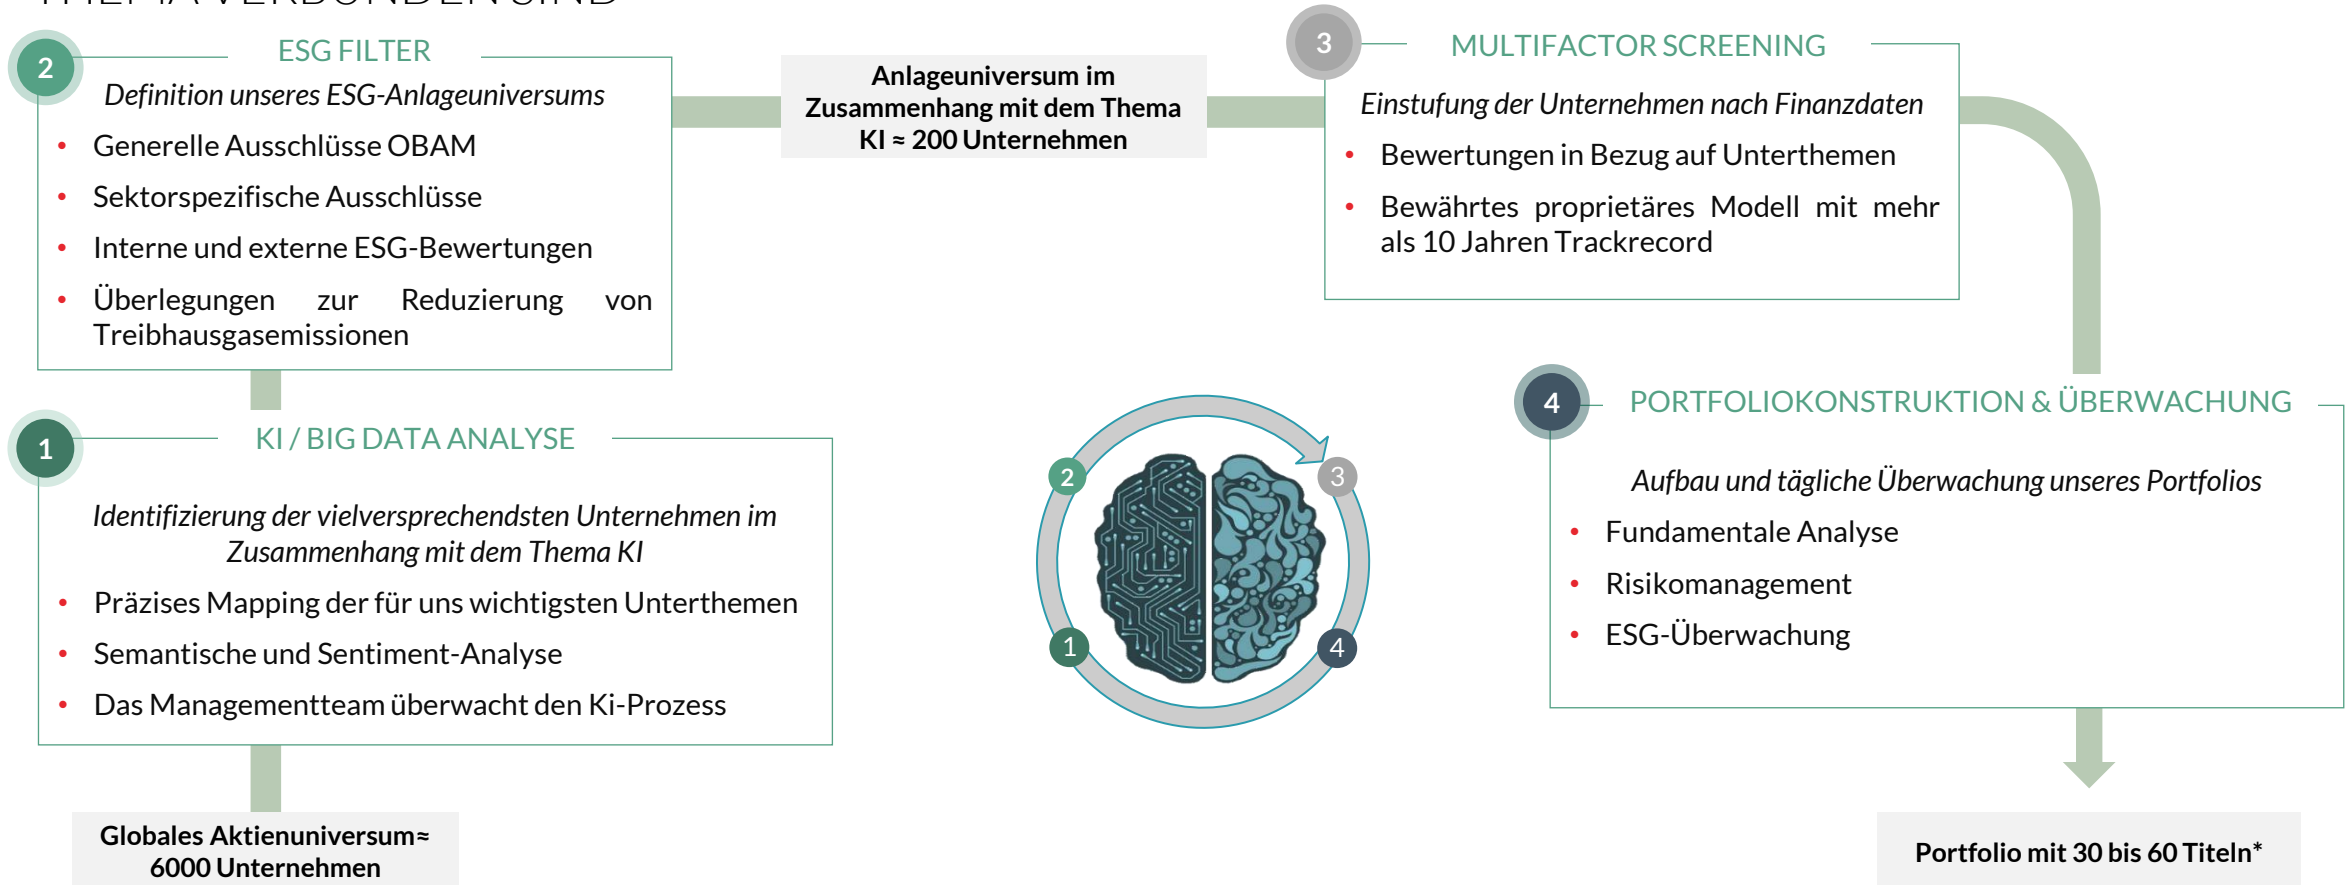 THEMA VERBUNDEN SIND
2
ESG FILTER
Definition unseres ESG-Anlageuniversums
• Generelle Ausschlüsse OBAM
• Sektorspezifische Ausschlüsse
• Interne und externe ESG-Bewertungen
• Überlegungen zur Reduzierung von
Treibhausgasemissionen
Anlageuniversum im
Zusammenhang mit dem Thema
KI ≈ 200 Unternehmen
3
MULTIFACTOR SCREENING
Einstufung der Unternehmen nach Finanzdaten
• Bewertungen in Bezug auf Unterthemen
• Bewährtes proprietäres Modell mit mehr
als 10 Jahren Trackrecord
1
KI / BIG DATA ANALYSE
Identifizierung der vielversprechendsten Unternehmen im
Zusammenhang mit dem Thema KI
• Präzises Mapping der für uns wichtigsten Unterthemen
• Semantische und Sentiment-Analyse
• Das Managementteam überwacht den Ki-Prozess
2
3
1
4
4
PORTFOLIOKONSTRUKTION & ÜBERWACHUNG
Aufbau und tägliche Überwachung unseres Portfolios
• Fundamentale Analyse
• Risikomanagement
• ESG-Überwachung
Globales Aktienuniversum≈
6000 Unternehmen
Portfolio mit 30 bis 60 Titeln*